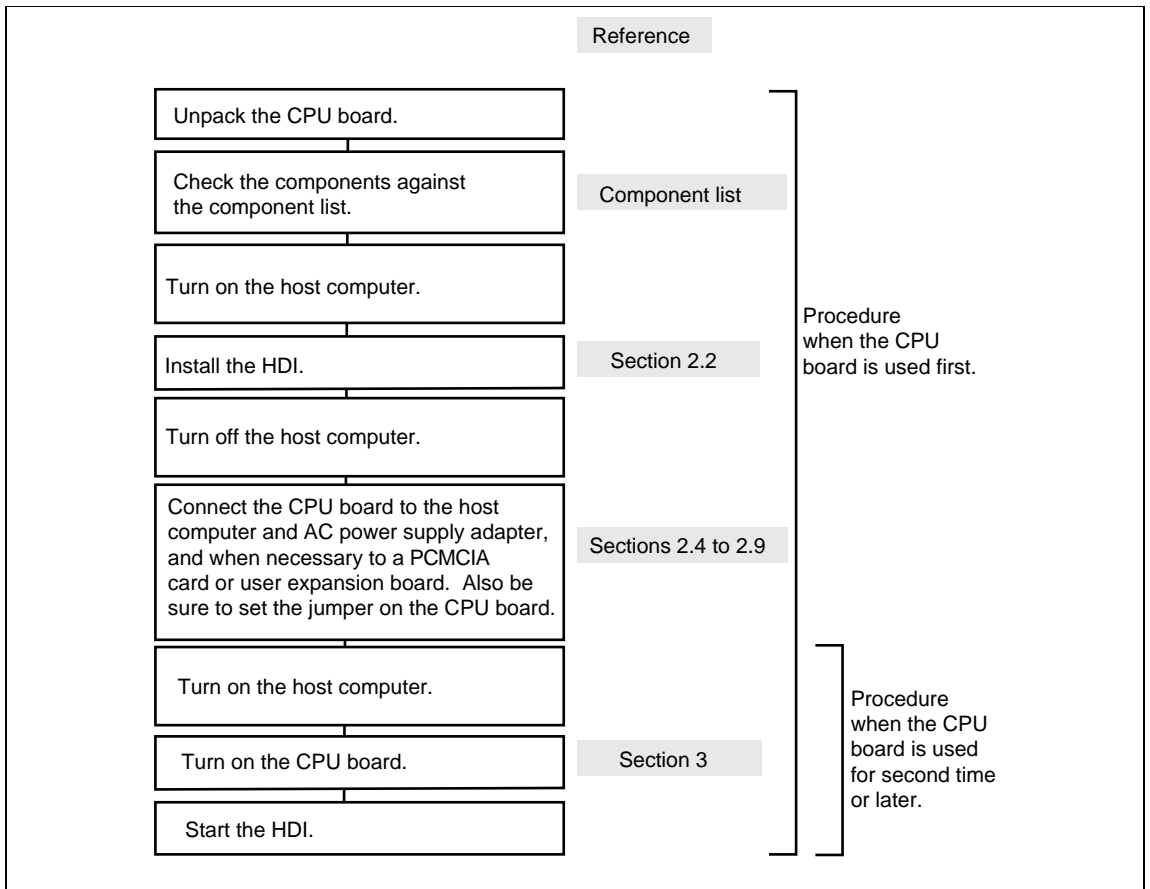 Reference
Unpack the CPU board.
Check the components against
the component list.
Component list
Turn on the host computer.
Install the HDI.
Section 2.2
Procedure
when the CPU
board is used first.
Turn off the host computer.
Connect the CPU board to the host
computer and AC power supply adapter,
and when necessary to a PCMCIA
card or user expansion board.  Also be
sure to set the jumper on the CPU board.
Sections 2.4 to 2.9
Turn on the host computer.
Turn on the CPU board.
Section 3
Procedure
when the CPU
board is used
for second time
or later.
Start the HDI.